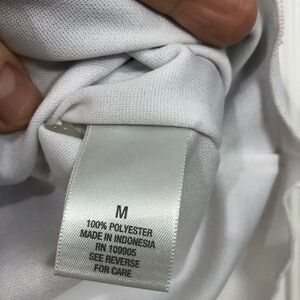 M
100% POLYESTER
MADE IN INDONESIA
RN 109905
SEE REVERSE
FOR CARE